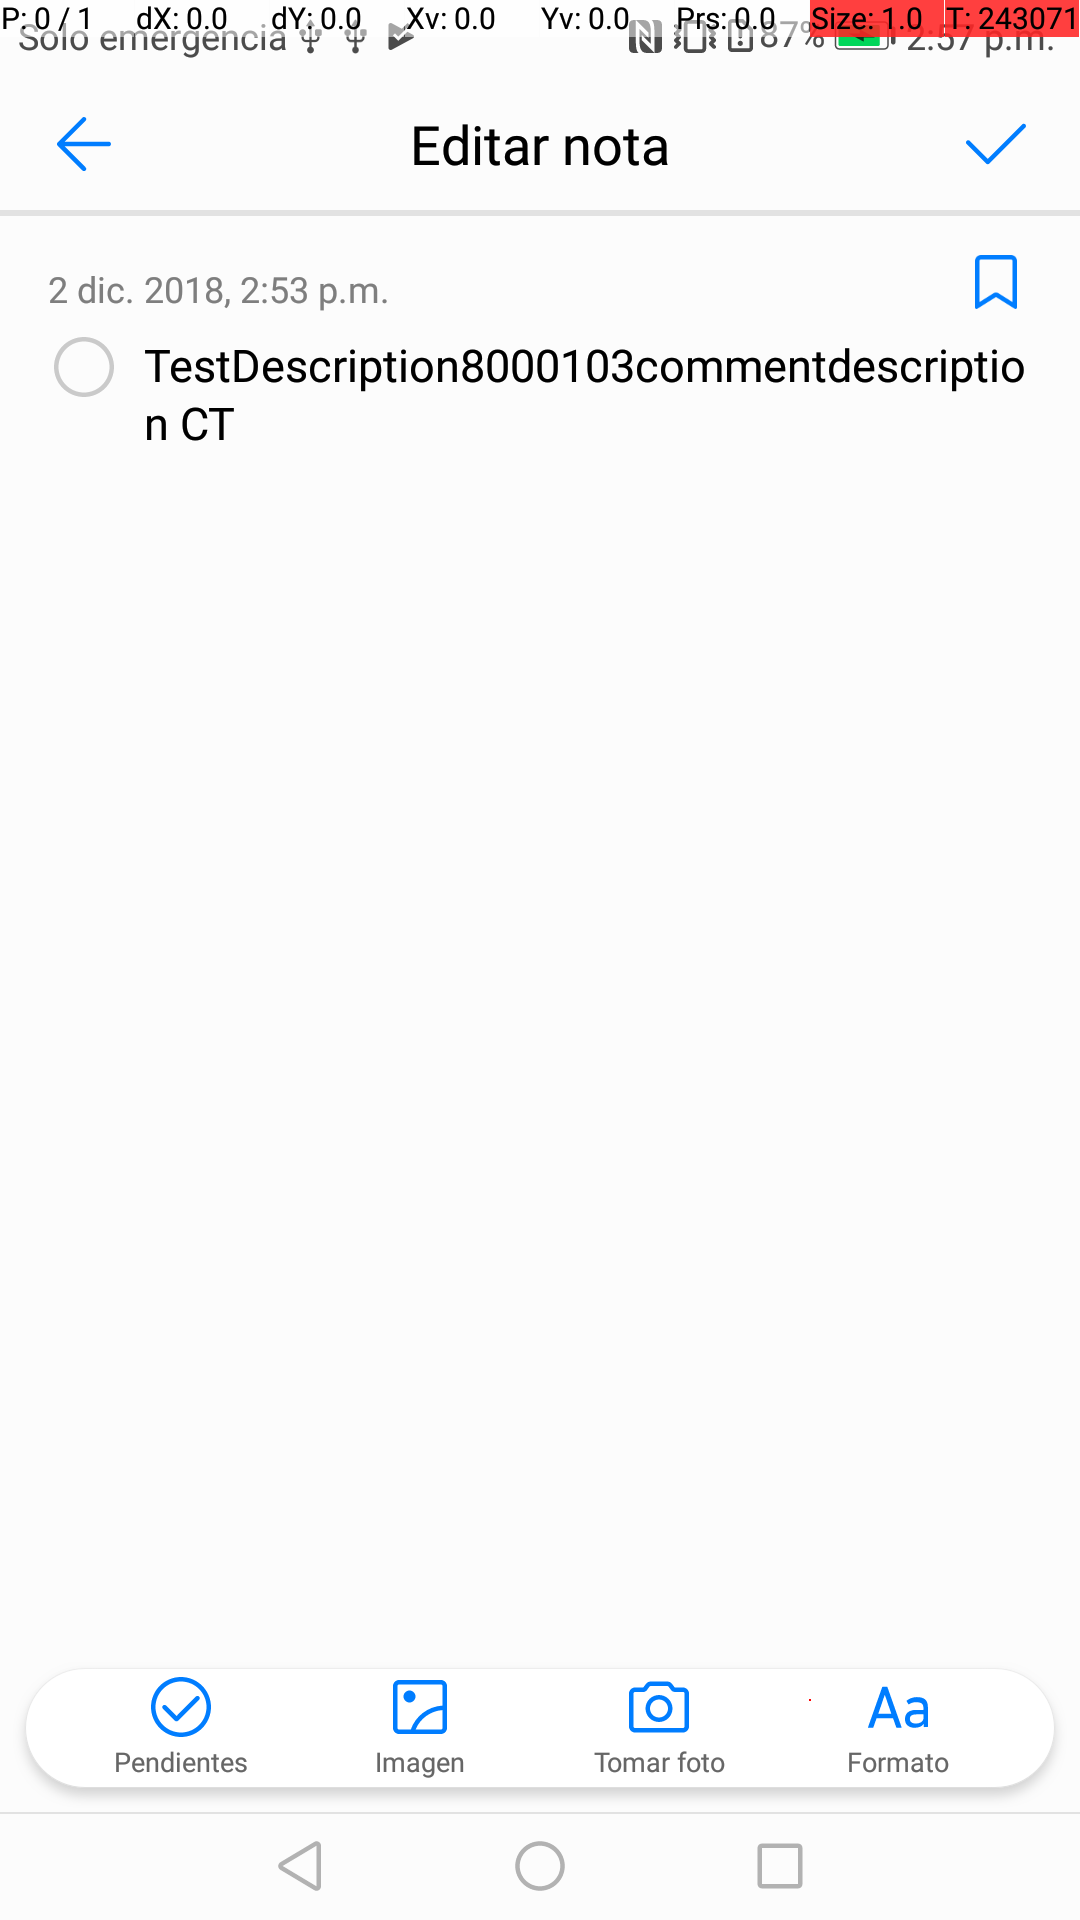 P: 0 / 1 dX: 0.0 dY: 0.0 Xv: 0.0 Yv: 0.0 Prs: 0.0 Size: 1.0 T: 243071
Solo emergencia 87% 2:57 p.m.
Editar nota
2 dic. 2018, 2:53 p.m.
TestDescription8000103commentdescriptio
n CT
Pendientes Imagen Tomar foto Formato